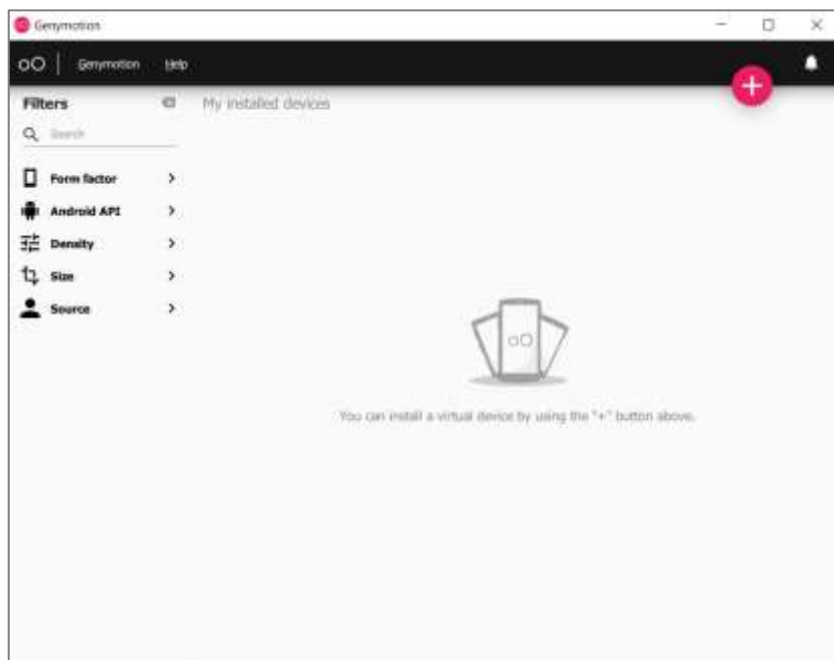 Genymotion
oO Genymotion Help
Filters
My installed devices
Search
Form factor
Android API
Density
Size
Source
oO
You can install a virtual device by using the "+" button above.